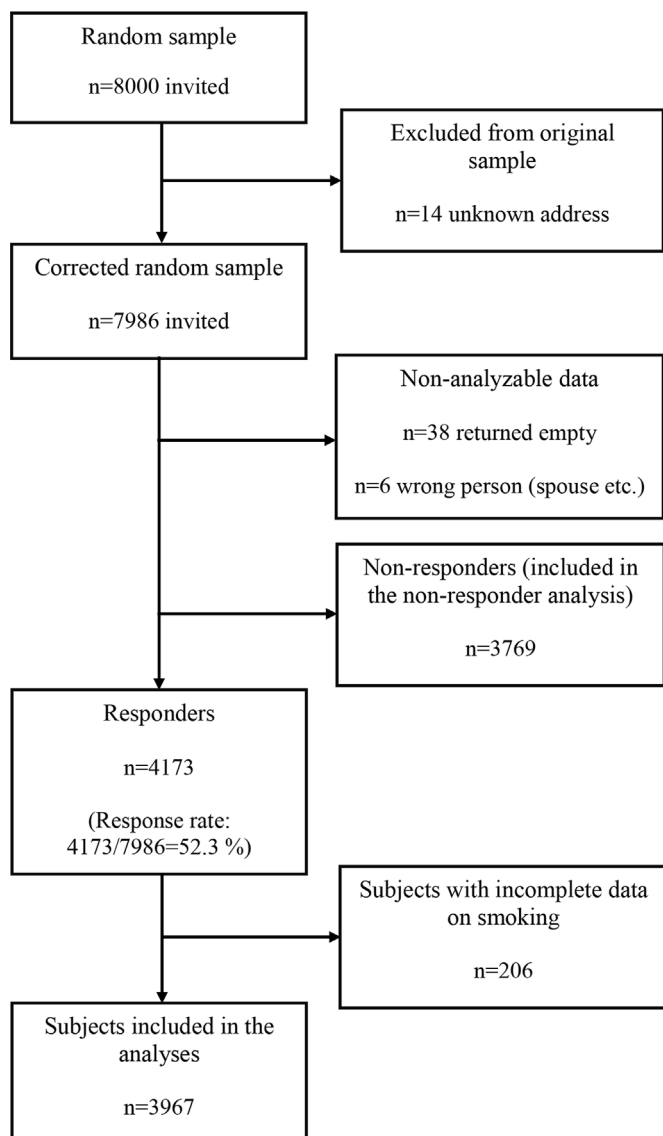 Random sample
n=8000 invited
Excluded from original
sample
n=14 unknown address
Corrected random sample
n=7986 invited
Non-analyzable data
n=38 returned empty
n=6 wrong person (spouse etc.)
Non-responders (included in
the non-responder analysis)
n=3769
Responders
n=4173
(Response rate:
4173/7986=52.3 %)
Subjects with incomplete data
on smoking
n=206
Subjects included in the
analyses
n=3967